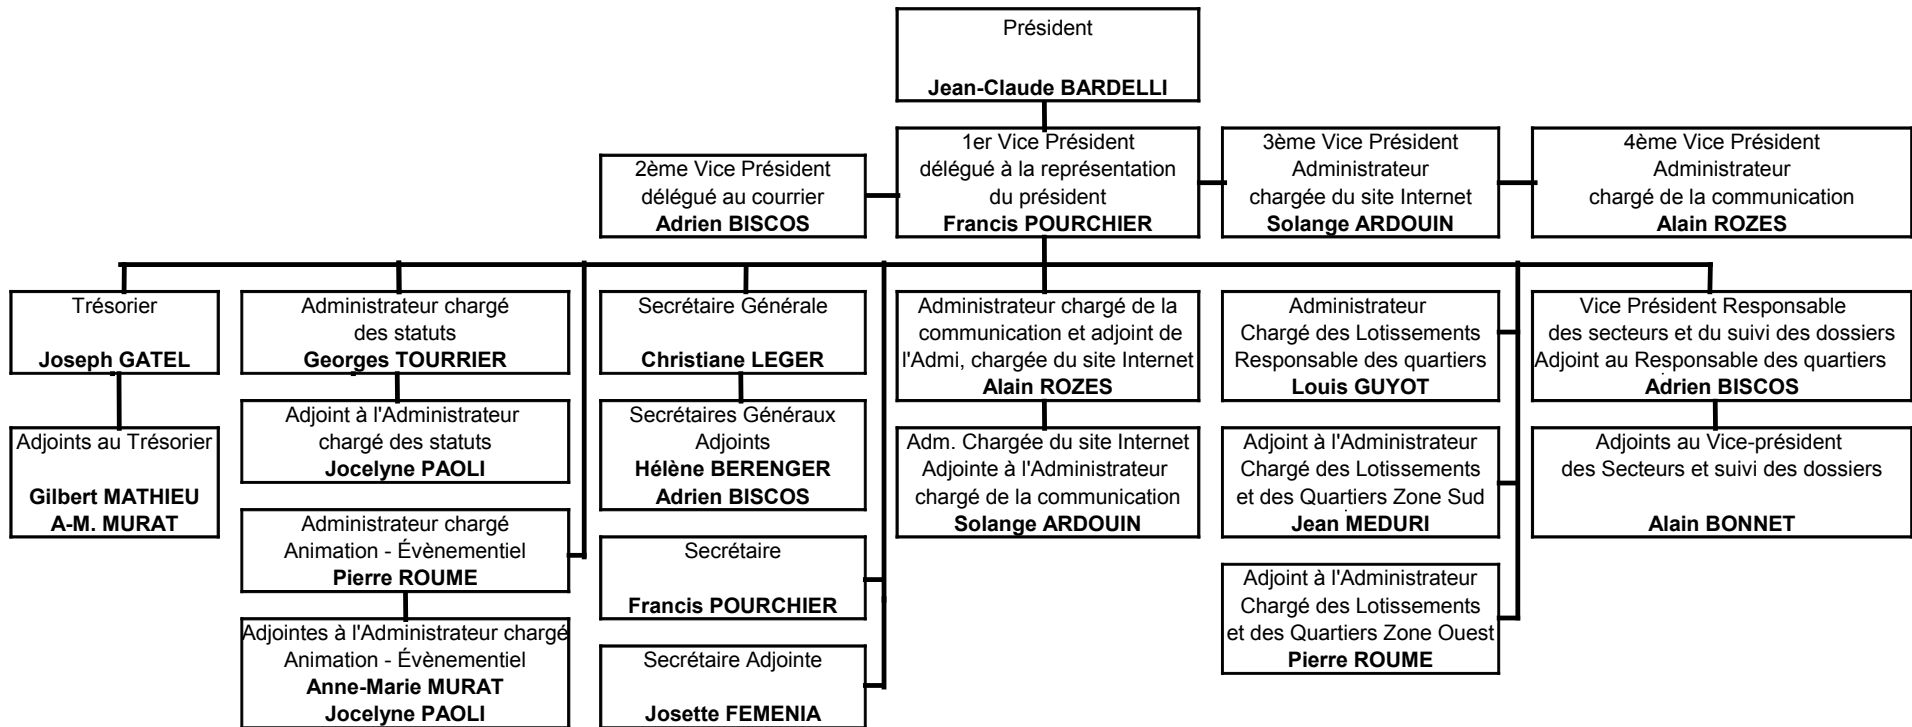 Président
Jean-Claude BARDELLI
2ème Vice Président
délégué au courrier
Adrien BISCOS
1er Vice Président
délégué à la représentation
du président
Francis POURCHIER
3ème Vice Président
Administrateur
chargée du site Internet
Solange ARDOUIN
4ème Vice Président
Administrateur
chargé de la communication
Alain ROZES
Trésorier
Joseph GATEL
Administrateur chargé
des statuts
Georges TOURRIER
Secrétaire Générale
Christiane LEGER
Administrateur chargé de la
communication et adjoint de
l'Admi, chargée du site Internet
Alain ROZES
Administrateur
Chargé des Lotissements
Responsable des quartiers
Louis GUYOT
Vice Président Responsable
des secteurs et du suivi des dossiers
Adjoint au Responsable des quartiers
Adrien BISCOS
Adjoints au Trésorier
Gilbert MATHIEU
A-M. MURAT
Adjoint à l'Administrateur
chargé des statuts
Jocelyne PAOLI
Secrétaires Généraux
Adjoints
Hélène BERENGER
Adrien BISCOS
Adm. Chargée du site Internet
Adjointe à l'Administrateur
chargé de la communication
Solange ARDOUIN
Adjoint à l'Administrateur
Chargé des Lotissements
et des Quartiers Zone Sud
Jean MEDURI
Adjoints au Vice-président
des Secteurs et suivi des dossiers
Alain BONNET
Administrateur chargé
Animation - Évènementiel
Pierre ROUME
Secrétaire
Francis POURCHIER
Adjoint à l'Administrateur
Chargé des Lotissements
et des Quartiers Zone Ouest
Pierre ROUME
Adjointes à l'Administrateur chargé
Animation - Évènementiel
Anne-Marie MURAT
Jocelyne PAOLI
Secrétaire Adjointe
Josette FEMENIA